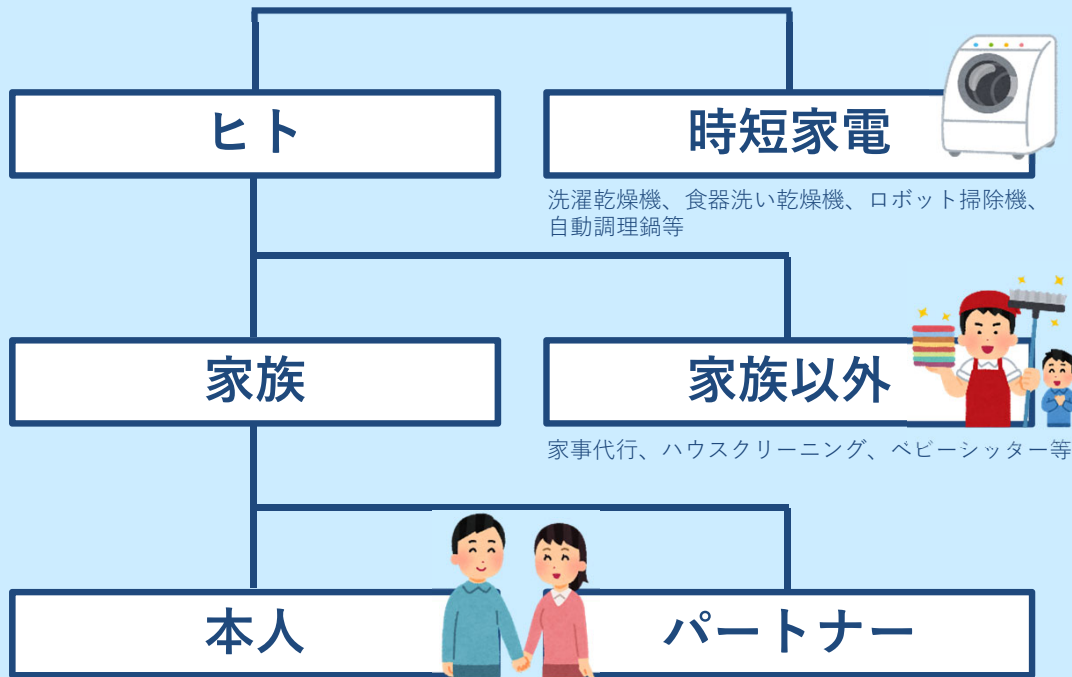 ヒト
時短家電
洗濯乾燥機、食器洗い乾燥機、ロボット掃除機、
自動調理鍋等
家族
家族以外
家事代行、ハウスクリーニング、ベビーシッター等
本人
パートナー